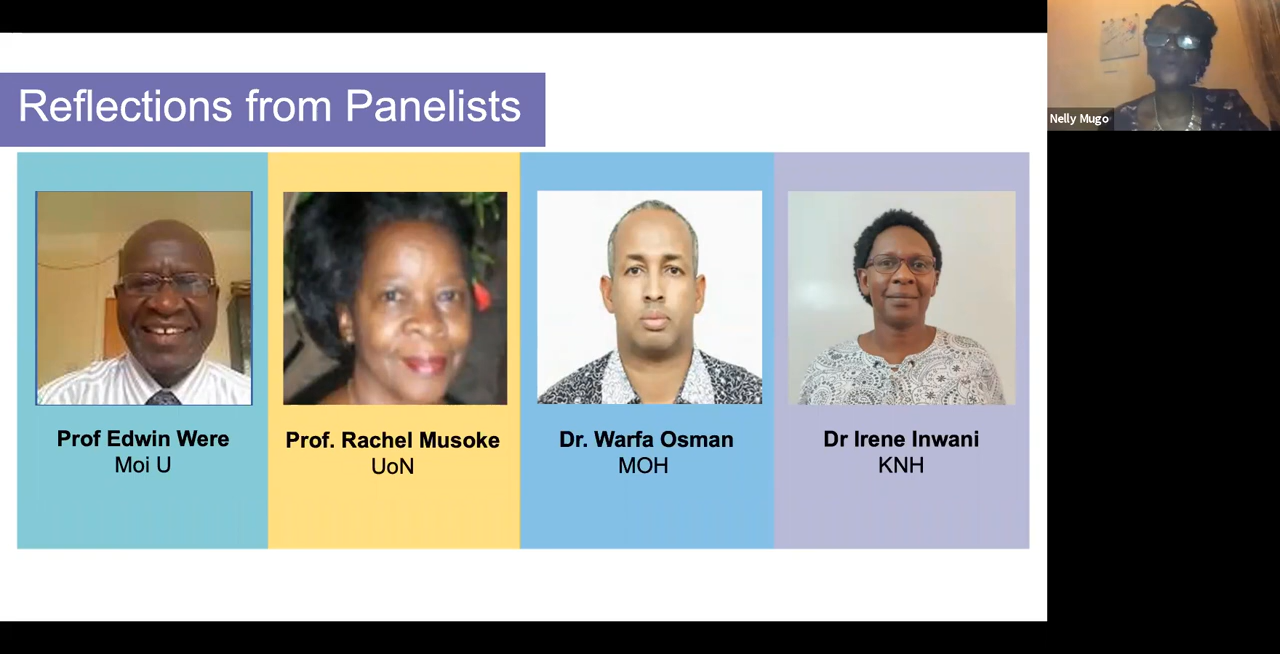 Reflections from Panelists
Nelly Mugo
Prof Edwin Were
Moi U
Prof. Rachel Musoke
UoN
Dr. Warfa Osman
MOH
Dr Irene Inwani
KNH